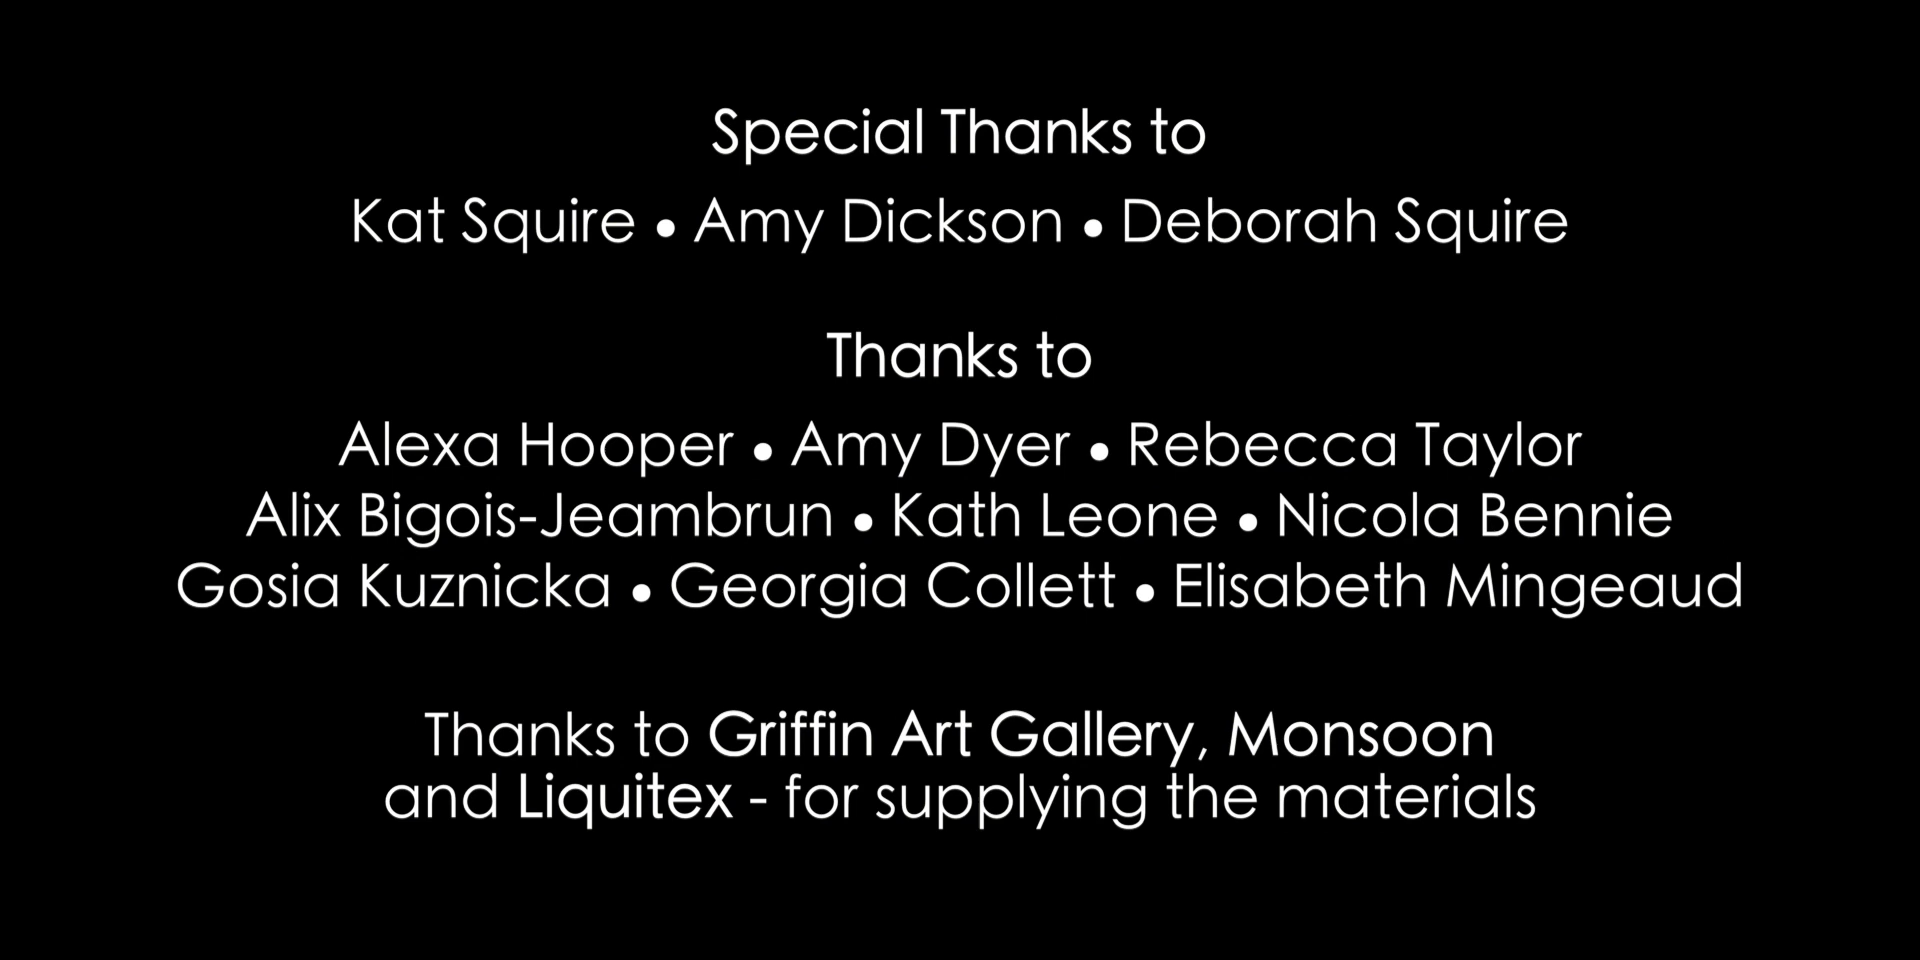 Special Thanks to
Kat Squire • Amy Dickson • Deborah Squire
Thanks to
Alexa Hooper • Amy Dyer • Rebecca Taylor
Alix Bigois-Jeambrun • Kath Leone • Nicola Bennie
Gosia Kuznicka • Georgia Collett • Elisabeth Mingeaud
Thanks to Griffin Art Gallery, Monsoon
and Liquitex - for supplying the materials